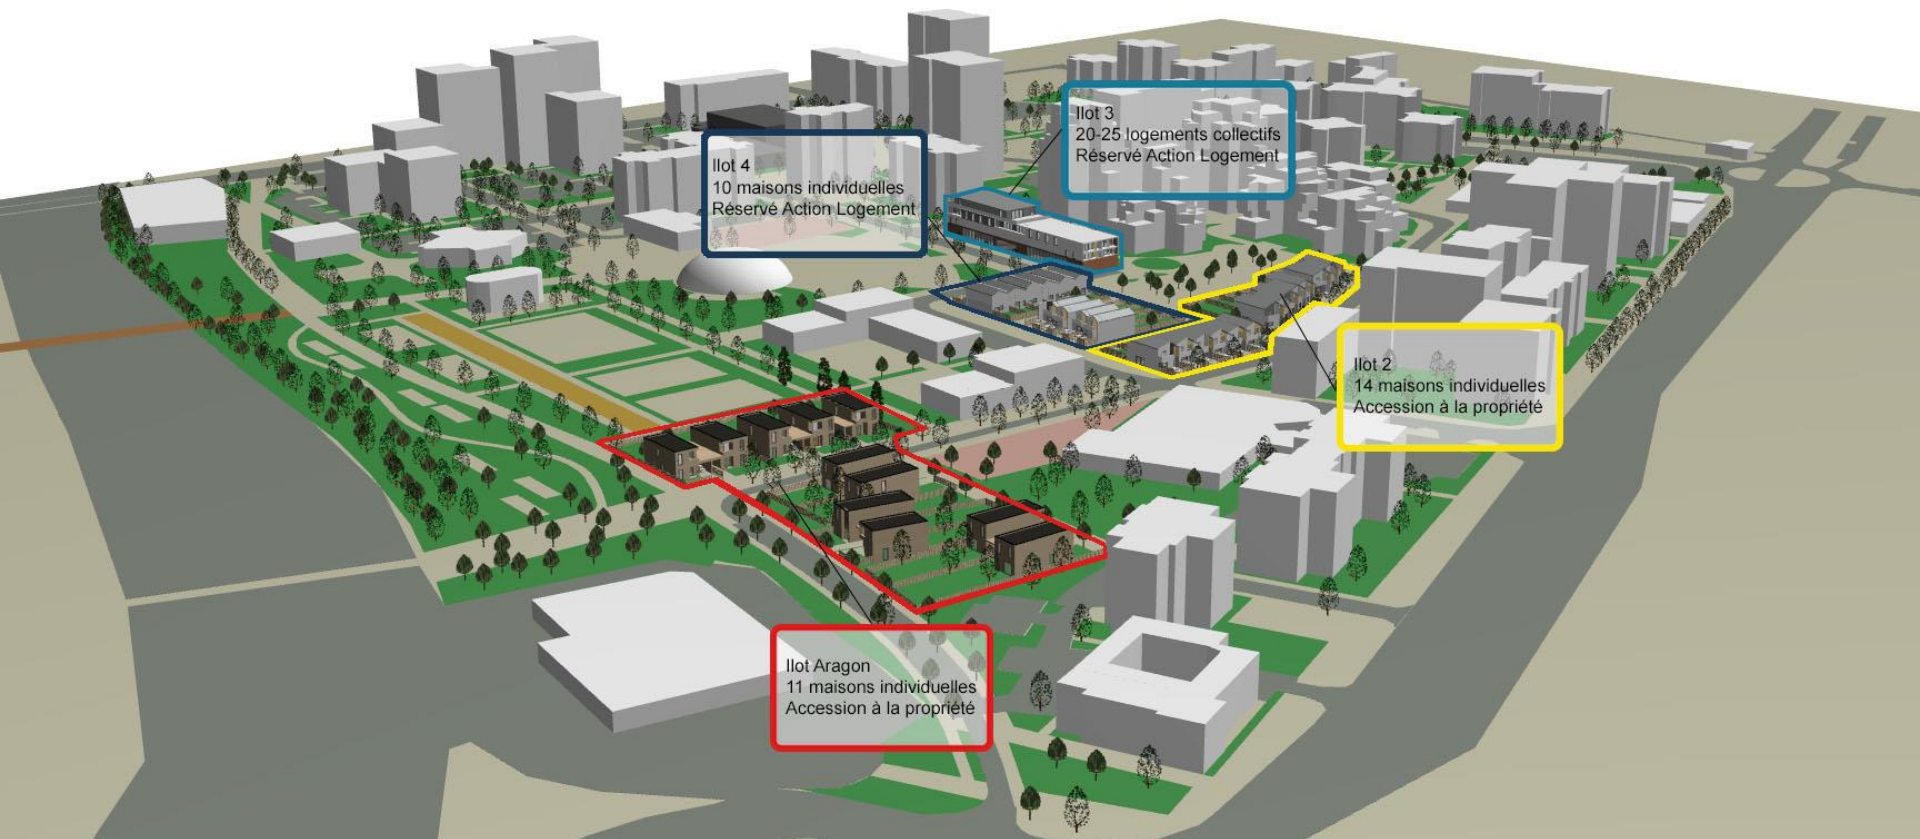 Ilot 3
20-25 logements collectifs
Réservé Action Logement
Ilot 4
10 maisons individuelles
Réservé Action Logement
Ilot 2
14 maisons individuelles
Accession à la propriété
Ilot Aragon
11 maisons individuelles
Accession à la propriété